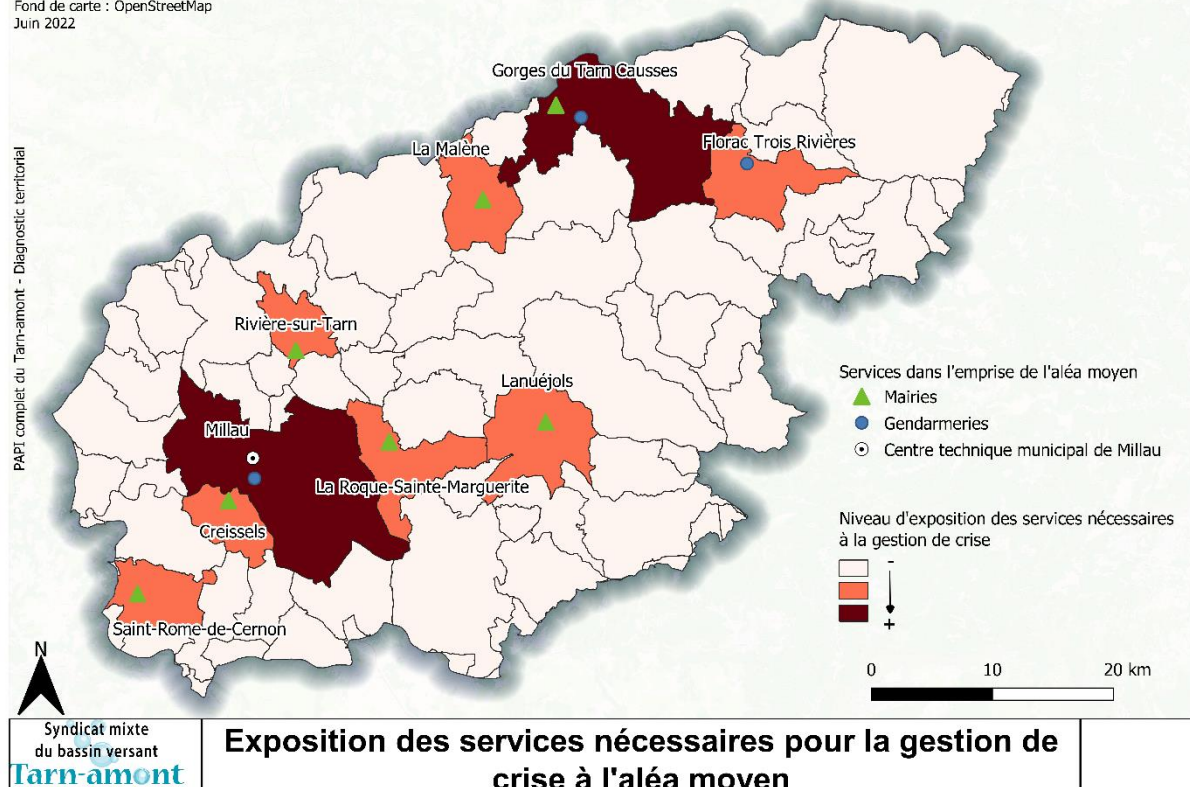 Fond de carte : OpenStreetMap
Juin 2022
PAPI complet du Tarn-amont - Diagnostic territorial
Gorges du Tarn Causses
La Malène
Florac Trois Rivières
Rivière-sur-Tarn
Lanuéjols
Millau
La Roque-Sainte-Marguerite
Creissels
Saint-Rome-de-Cernon
Services dans l'emprise de l'aléa moyen
Mairies
Gendarmeries
Centre technique municipal de Millau
Niveau d'exposition des services nécessaires
à la gestion de crise
-
+
N
0 10 20 km
Syndicat mixte
du bassin versant
Tarn-amont
Exposition des services nécessaires pour la gestion de
crise à l'aléa moyen